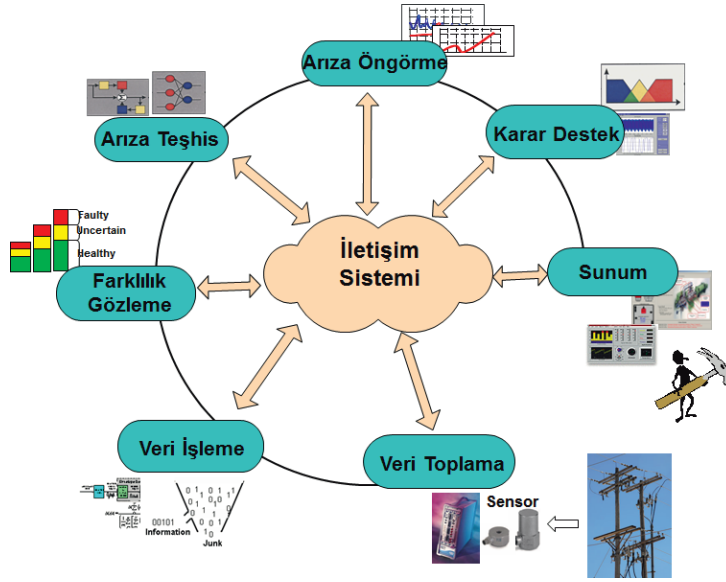 Arıza Öngörme
Karar Destek
Arıza Teşhis
Faulty
Uncertain
Healthy
İletişim
Sistemi
Sunum
Farklılık
Gözleme
Veri İşleme
Veri Toplama
Sensor
00101
Information
Junk